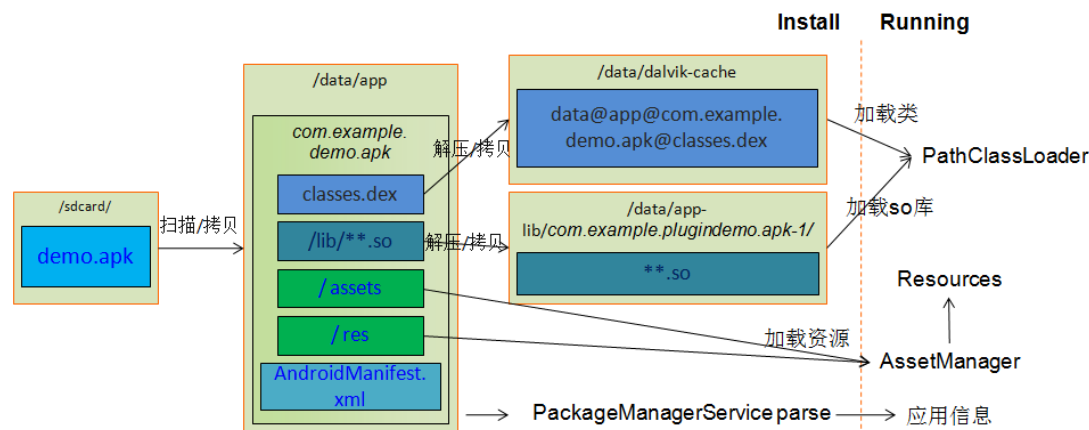 Install
Running
/sdcard/
demo.apk
扫描/拷贝
/data/app
com.example.
demo.apk
classes.dex
/lib/**.so
/assets
/res
AndroidManifest.
xml
解压/拷贝
解压/拷贝
/data/dalvik-cache
data@app@com.example.
demo.apk@classes.dex
/data/app-
lib/com.example.plugindemo.apk-1/
**.so
加载类
PathClassLoader
加载so库
Resources
加载资源
AssetManager
PackageManagerService parse
应用信息